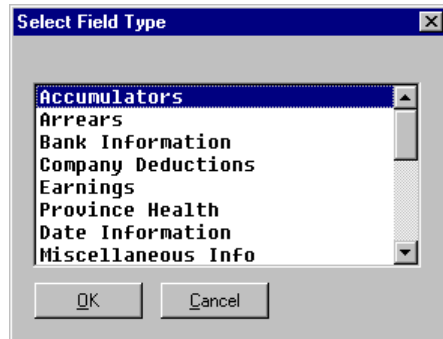 Select Field Type
Accumulators
Arrears
Bank Information
Company Deductions
Earnings
Province Health
Date Information
Miscellaneous Info
OK
Cancel